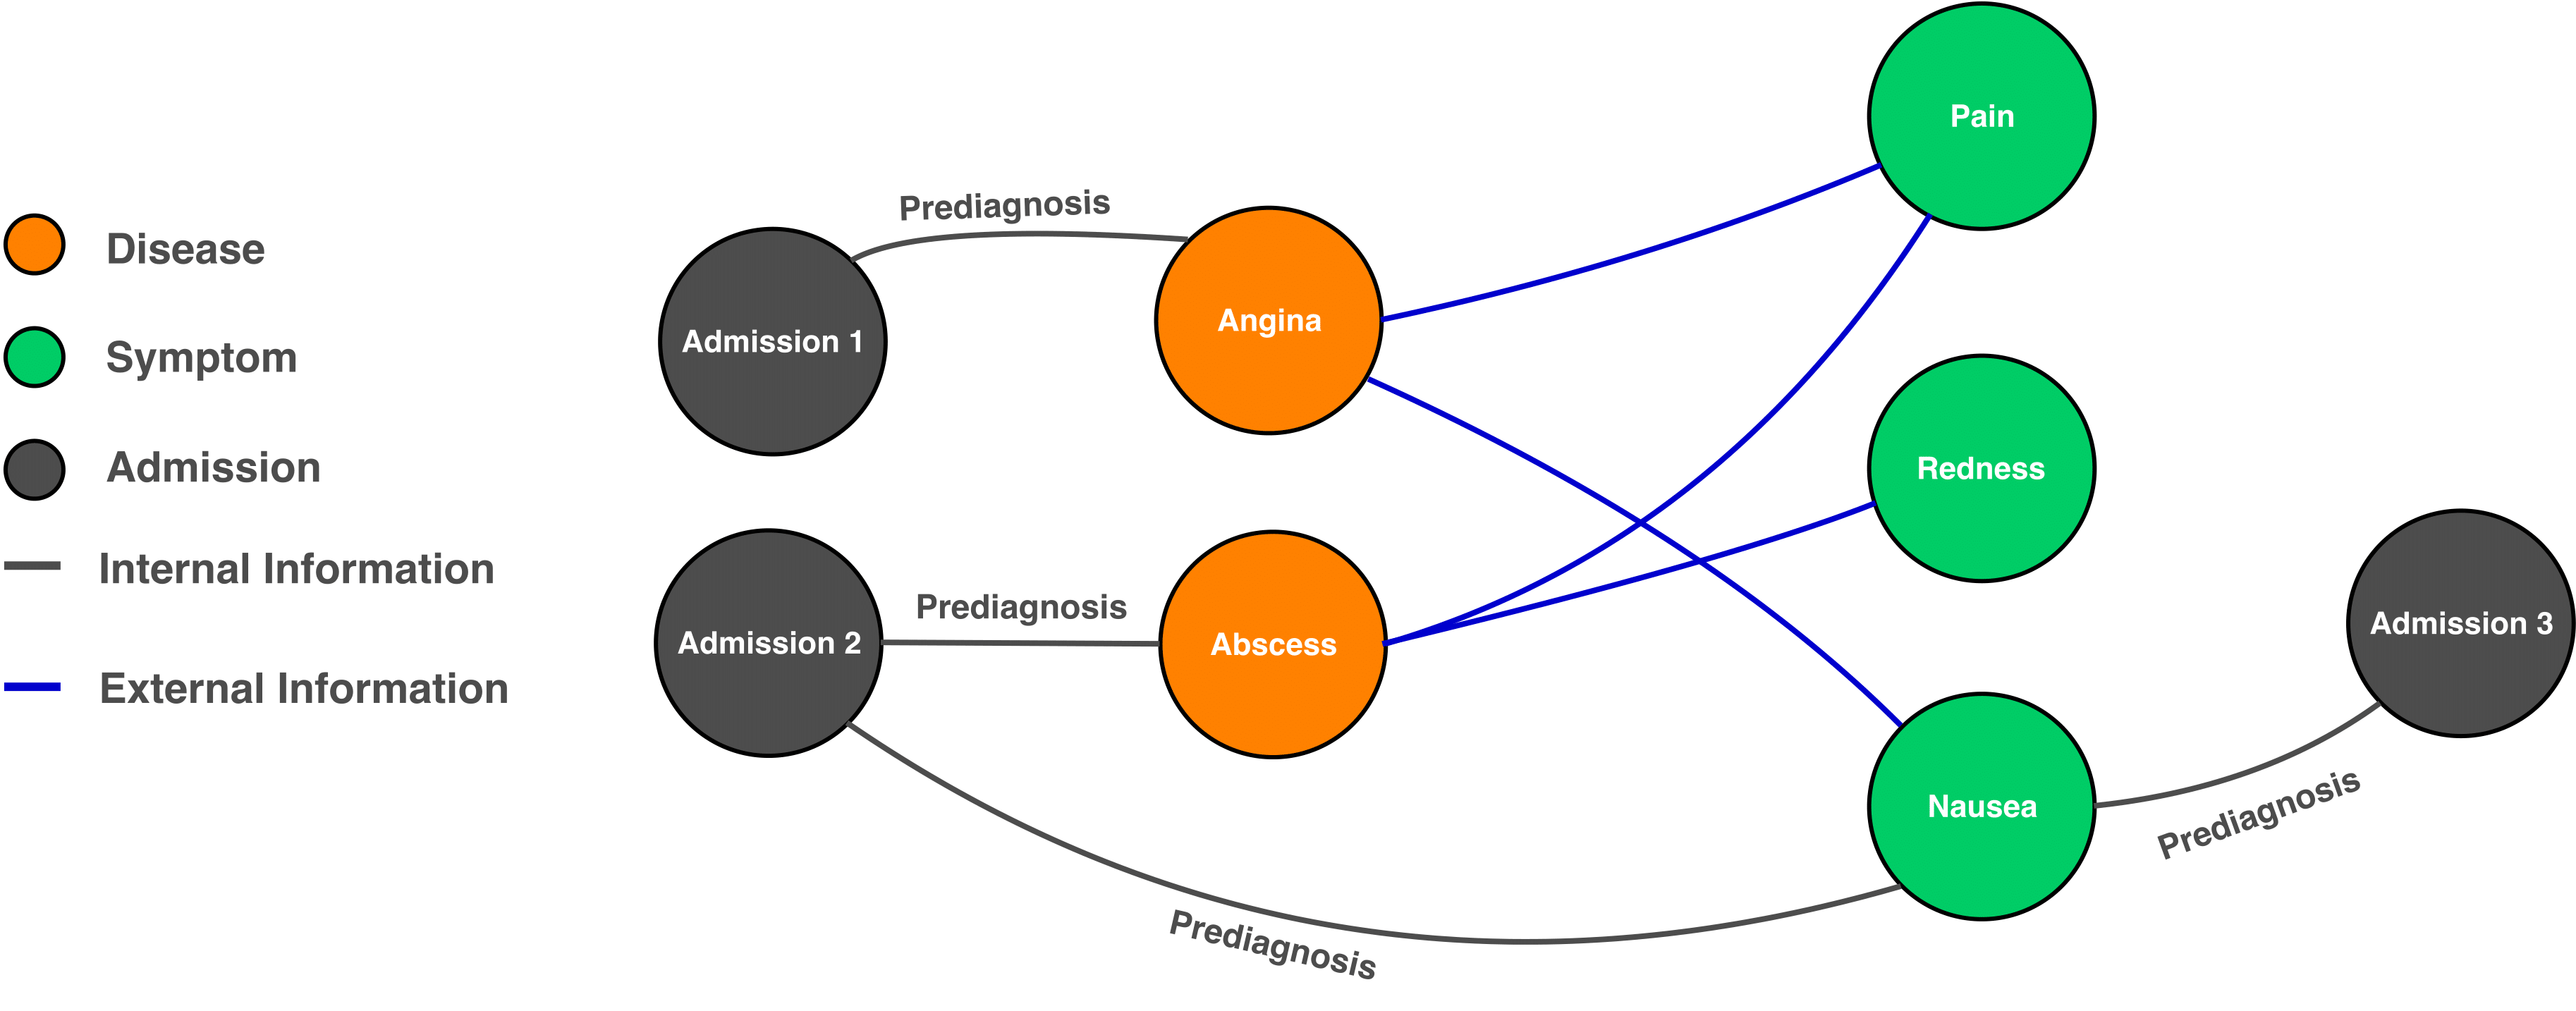 Disease
Symptom
Admission
Internal Information
External Information
Prediagnosis
Admission 1
Angina
Pain
Redness
Prediagnosis
Admission 2
Abscess
Admission 3
Nausea
Prediagnosis
Prediagnosis